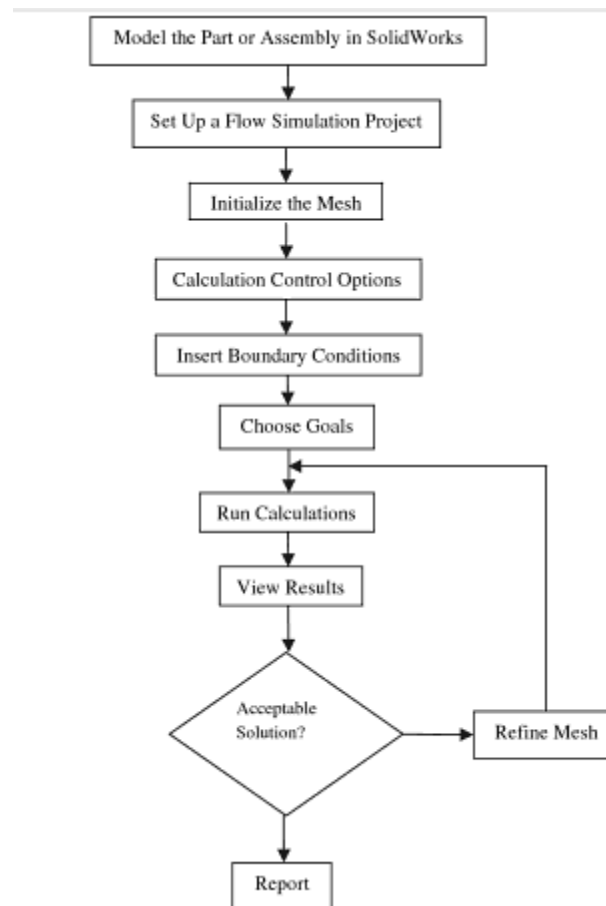 Model the Part or Assembly in SolidWorks
Set Up a Flow Simulation Project
Initialize the Mesh
Calculation Control Options
Insert Boundary Conditions
Choose Goals
Run Calculations
View Results
Acceptable
Solution?
Refine Mesh
Report